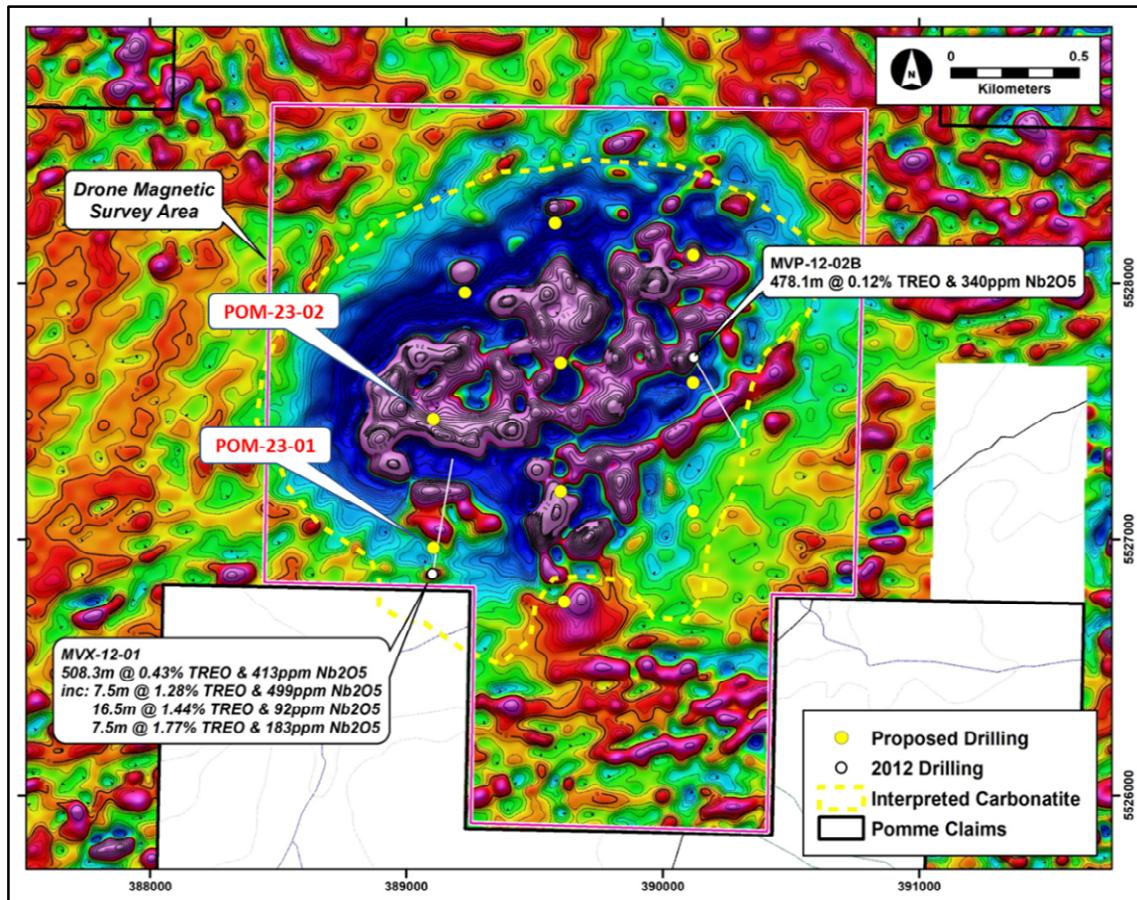 N
0 0.5
Kilometers
Drone Magnetic
Survey Area
MVP-12-02B
478.1m @ 0.12% TREO & 340ppm Nb2O5
POM-23-02
POM-23-01
MVX-12-01
508.3m @ 0.43% TREO & 413ppm Nb2O5
inc: 7.5m @ 1.28% TREO & 499ppm Nb2O5
16.5m @ 1.44% TREO & 92ppm Nb2O5
7.5m @ 1.77% TREO & 183ppm Nb2O5
Proposed Drilling
2012 Drilling
Interpreted Carbonatite
Pomme Claims
5528000
5527000
5526000
388000 389000 390000 391000